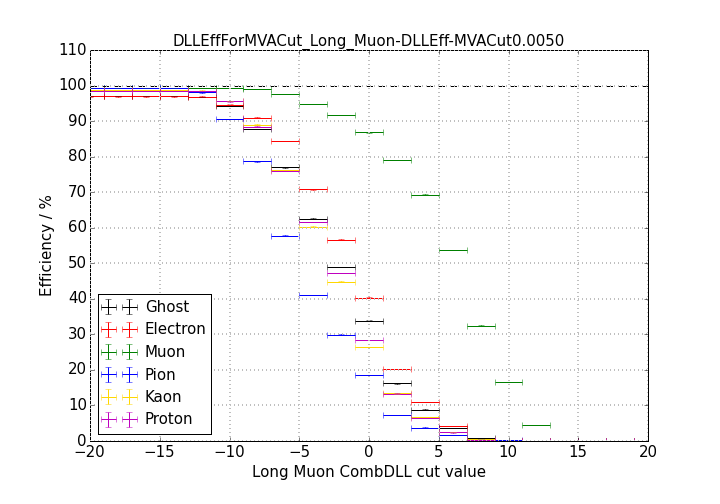 DLLEffForMVACut_Long_Muon-DLLEff-MVACut0.0050
110
100
90
80
70
60
50
40
30
20
10
0
Efficiency / %
Ghost
Electron
Muon
Pion
Kaon
Proton
−20 −15 −10 −5 0 5 10 15 20
Long Muon CombDLL cut value